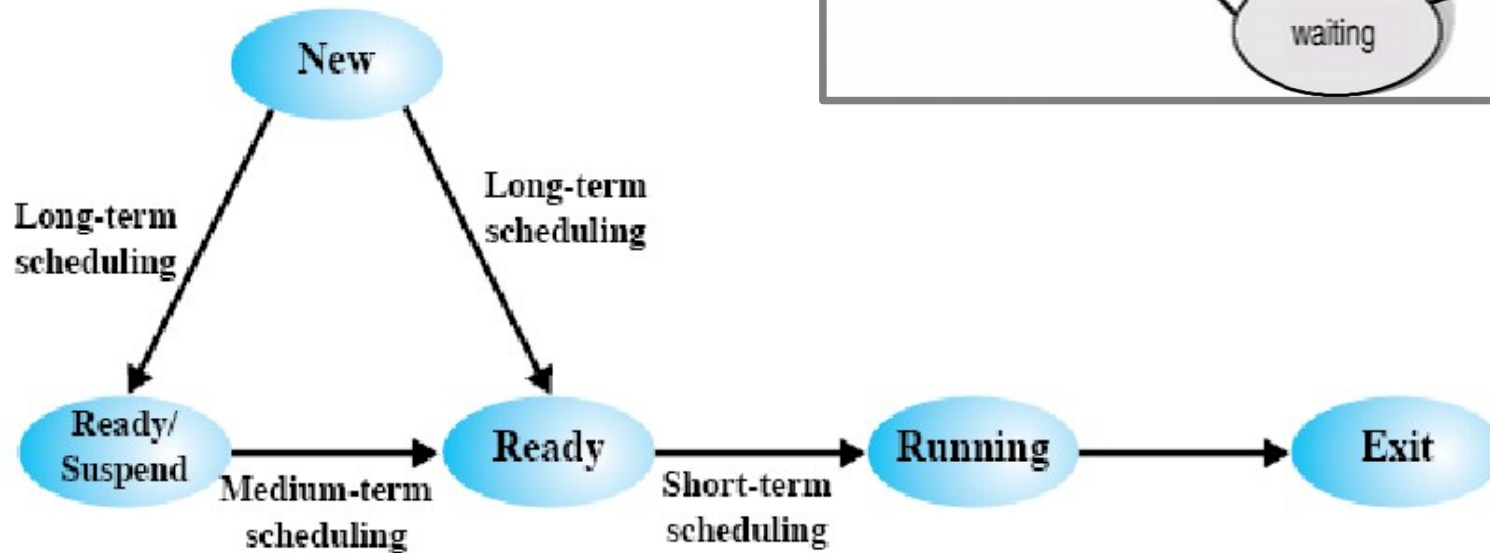 waiting
New
Long-term
scheduling
Long-term
scheduling
Ready/
Suspend
Medium-term
scheduling
Ready
Short-term
scheduling
Running
Exit